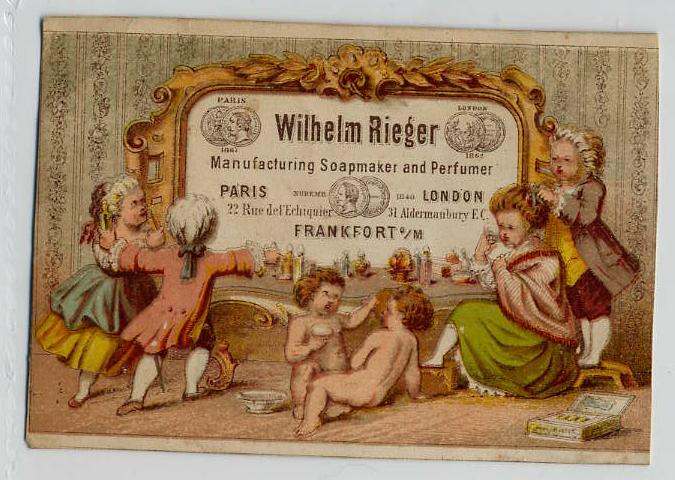 PARIS
1867
Wilhelm Rieger
LONDON
1862
Manufacturing Soapmaker and Perfumer
PARIS NUREMB 1840 LONDON
22 Rue de l'Echiquier 31 Aldermanbury E.C.
FRANKFORT o/M